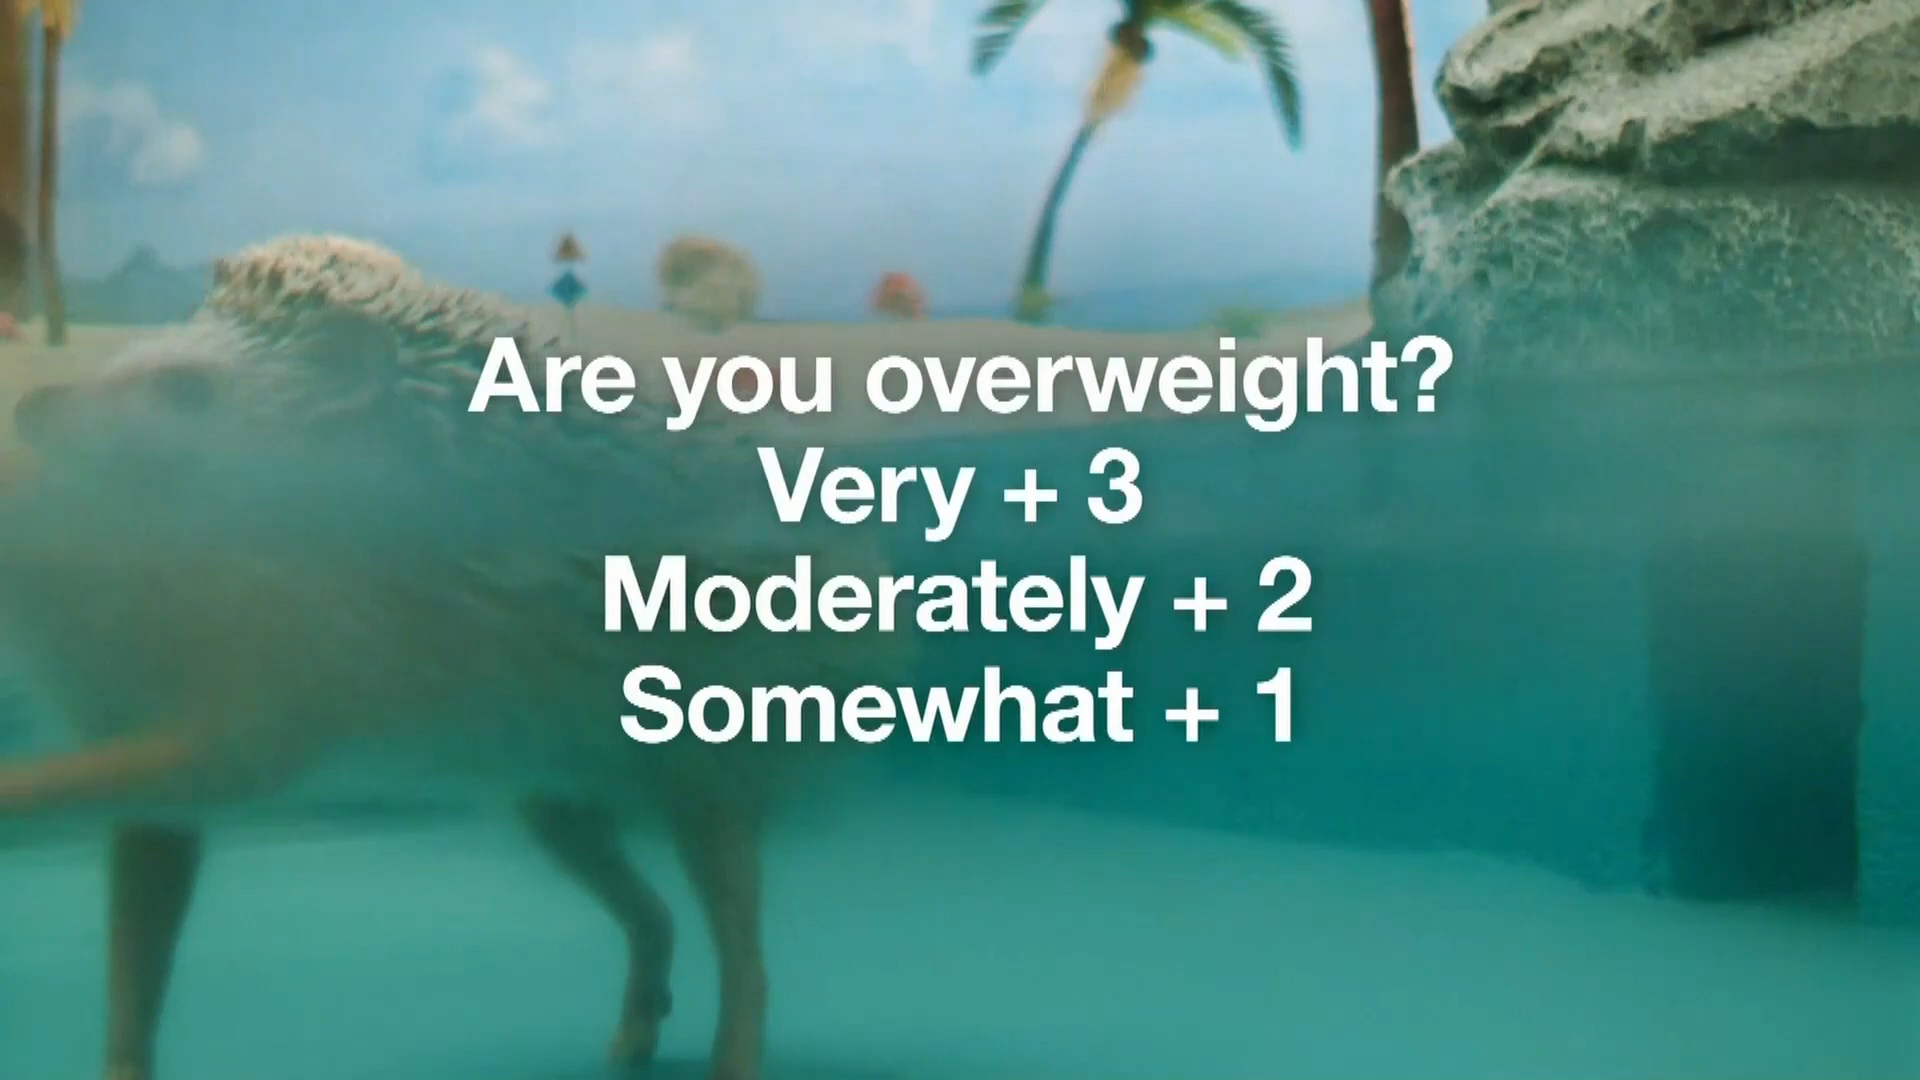 Are you overweight?
Very + 3
Moderately + 2
Somewhat + 1